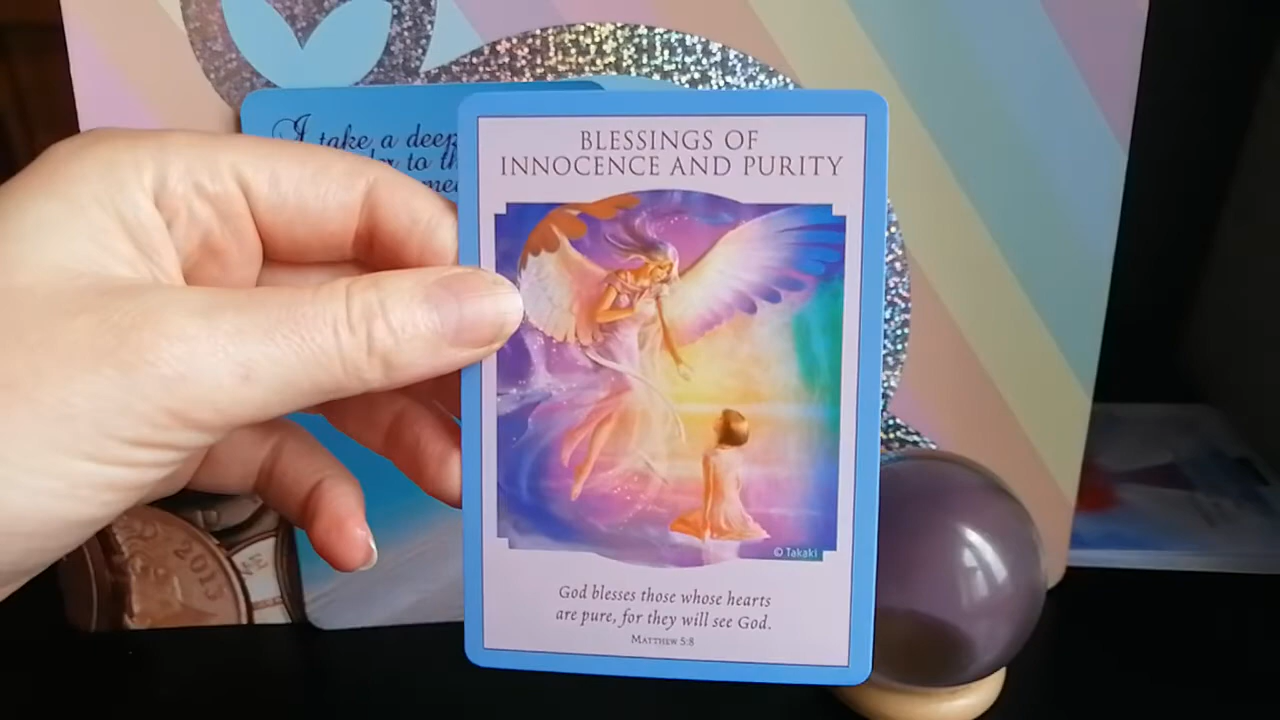 I take a deep
to th
BLESSINGS OF
INNOCENCE AND PURITY
© Takaki
God blesses those whose hearts
are pure, for they will see God.
MATTHEW 5:8
2013